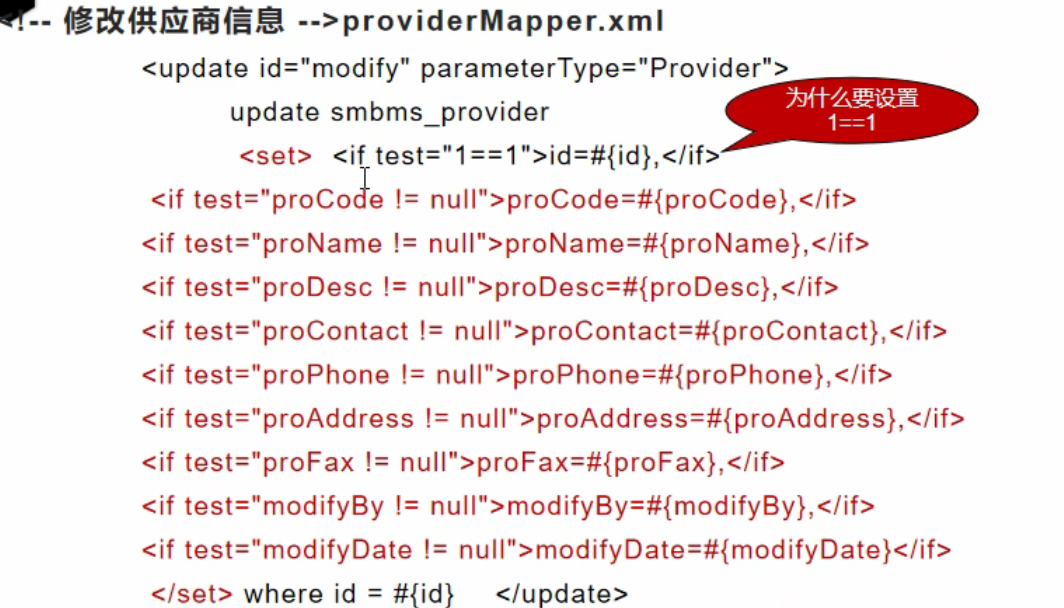 <!-- 修改供应商信息 -->providerMapper.xml
<update id="modify" parameterType="Provider">
为什么要设置
1==1
update smbms_provider
<set> <if test="1==1">id=#{id},</if>
<if test="proCode != null">proCode=#{proCode},</if>
<if test="proName != null">proName=#{proName},</if>
<if test="proDesc != null">proDesc=#{proDesc},</if>
<if test="proContact != null">proContact=#{proContact},</if>
<if test="proPhone != null">proPhone=#{proPhone},</if>
<if test="proAddress != null">proAddress=#{proAddress},</if>
<if test="proFax != null">proFax=#{proFax},</if>
<if test="modifyBy != null">modifyBy=#{modifyBy},</if>
<if test="modifyDate != null">modifyDate=#{modifyDate}</if>
</set> where id = #{id} </update>